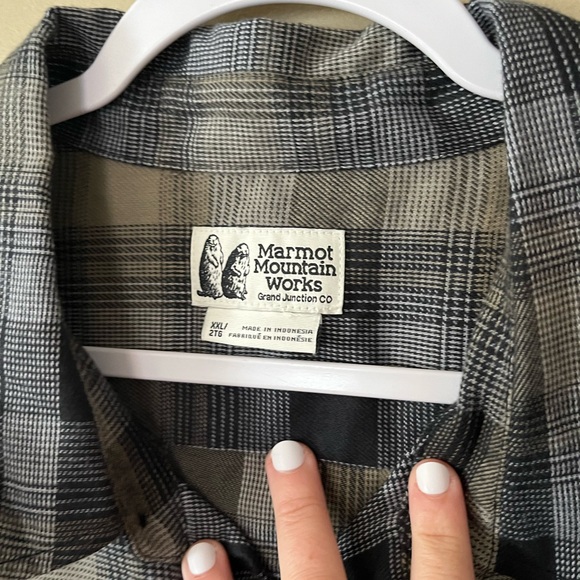 Marmot
Mountain
Works
Grand Junction CO
XXL/
2TG
MADE IN INDONESIA
FABRIQUÉ EN INDONÉSIE